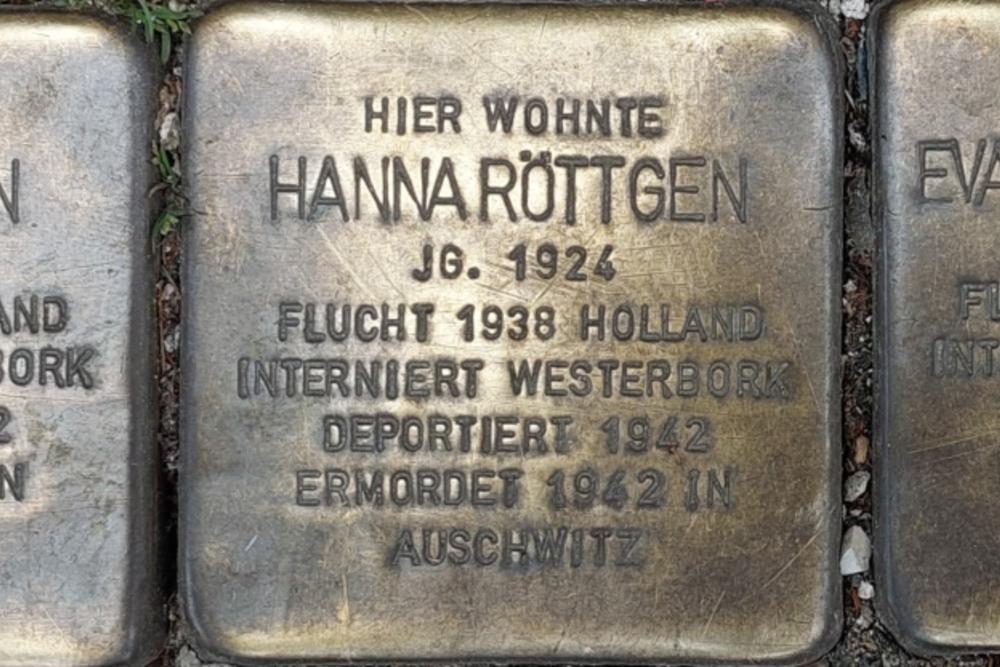 HIER WOHNTE
HANNA RÖTTGEN
JG. 1924
FLUCHT 1938 HOLLAND
INTERNIERT WESTERBORK
DEPORTIERT 1942
ERMORDET 1942 IN
AUSCHWITZ